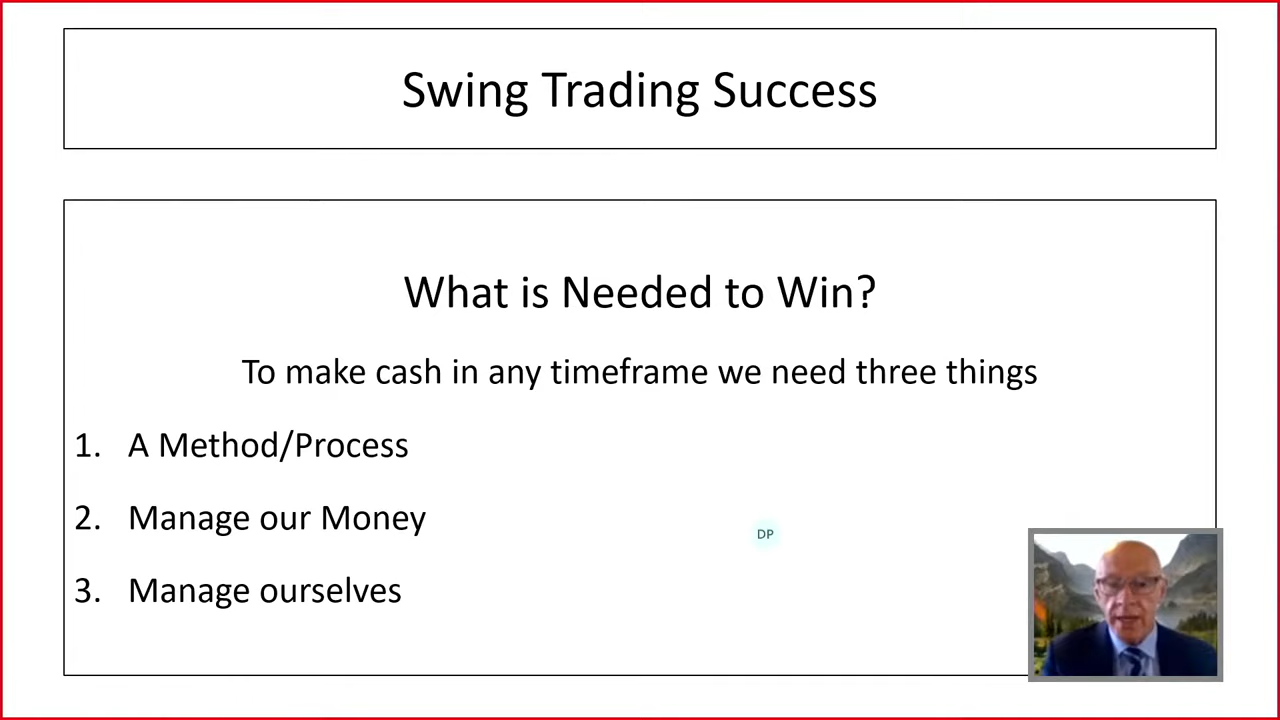 Swing Trading Success
What is Needed to Win?
To make cash in any timeframe we need three things
1. A Method/Process
2. Manage our Money
DP
3. Manage ourselves